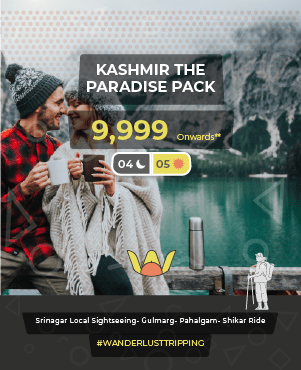 KASHMIR THE
PARADISE PACK
9,999 Onwards**
04 05
Srinagar Local Sightseeing- Gulmarg- Pahalgam- Shikar Ride
#WANDERLUSTTRIPPING